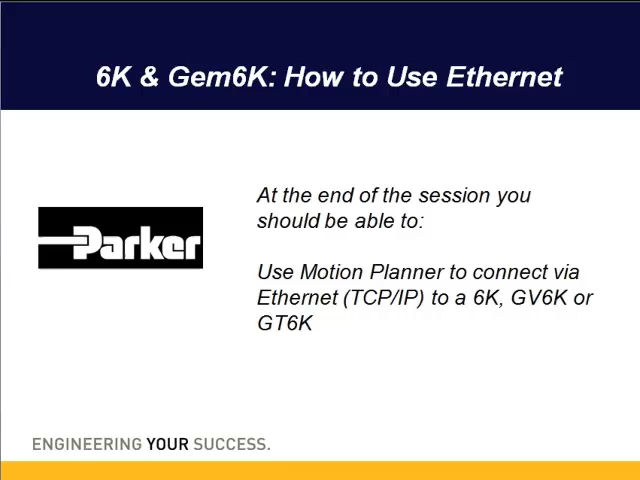 6K & Gem6K: How to Use Ethernet
Parker
At the end of the session you
should be able to:
Use Motion Planner to connect via
Ethernet (TCP/IP) to a 6K, GV6K or
GT6K
ENGINEERING YOUR SUCCESS.